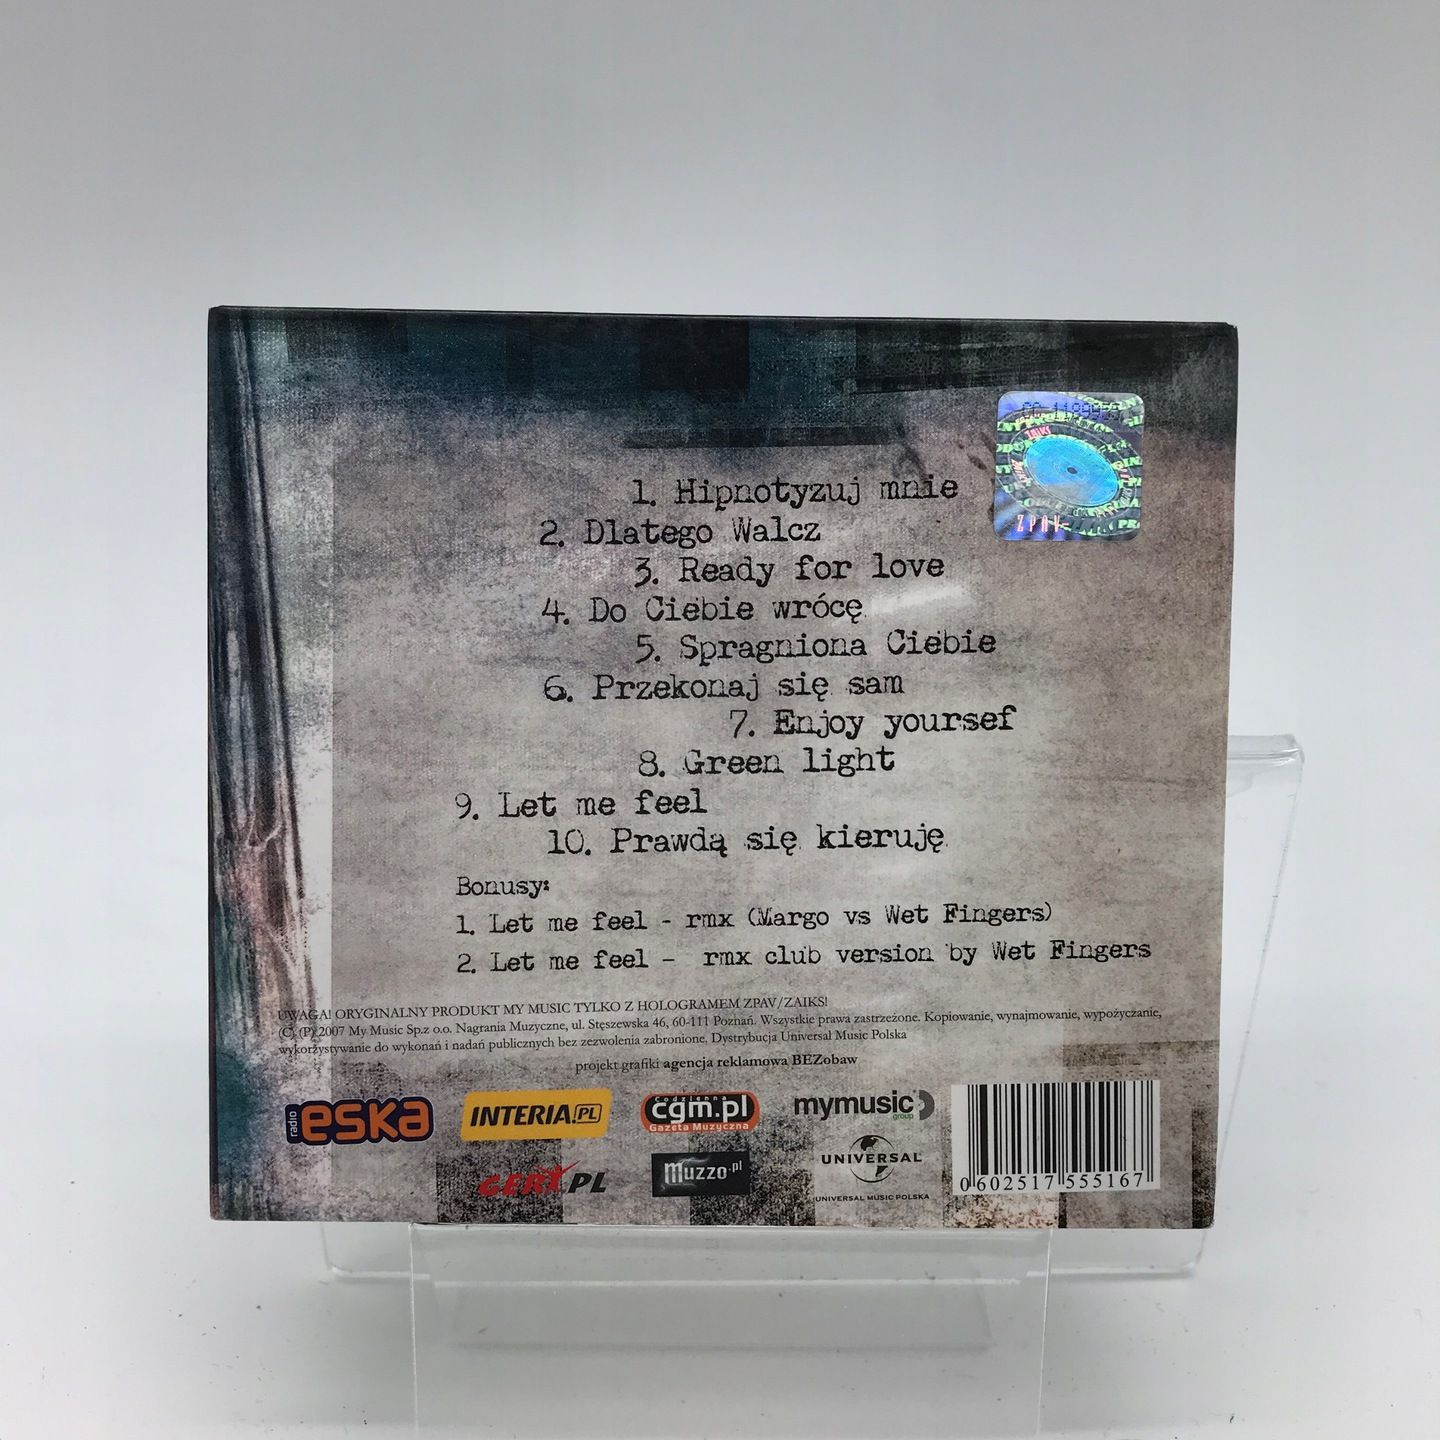 1. Hipnotyzuj mnie
2. Dlatego Walcz
3. Ready for love
4. Do Ciebie wrócę
5. Spragniona Ciebie
6. Przekonaj się sam
7. Enjoy yoursef
8. Green light
9. Let me feel
10. Prawdą się kieruję
Bonusy:
1. Let me feel - rmx (Margo vs Wet Fingers)
2. Let me feel - rmx club version by Wet Fingers
UWAGA! ORYGINALNY PRODUKT MY MUSIC TYLKO Z HOLOGRAMEM ZPAV/ZAIKS!
(C) (P)2007 My Music Sp.z o.o. Nagrania Muzyczne, ul. Stęszewska 46, 60-111 Poznań. Wszystkie prawa zastrzeżone. Kopiowanie, wynajmowanie, wypożyczanie,
wykorzystywanie do wykonań i nadań publicznych bez zezwolenia zabronione. Dystrybucja Universal Music Polska
projekt grafiki agencja reklamowa BEZobaw
radio eska
INTERIA.PL
Codzienna
cgm.pl
Gazeta Muzyczna
mymusic
group
GERY.PL
muzzo.pl
UNIVERSAL
UNIVERSAL MUSIC POLSKA
0 602517 555167
ZPAV